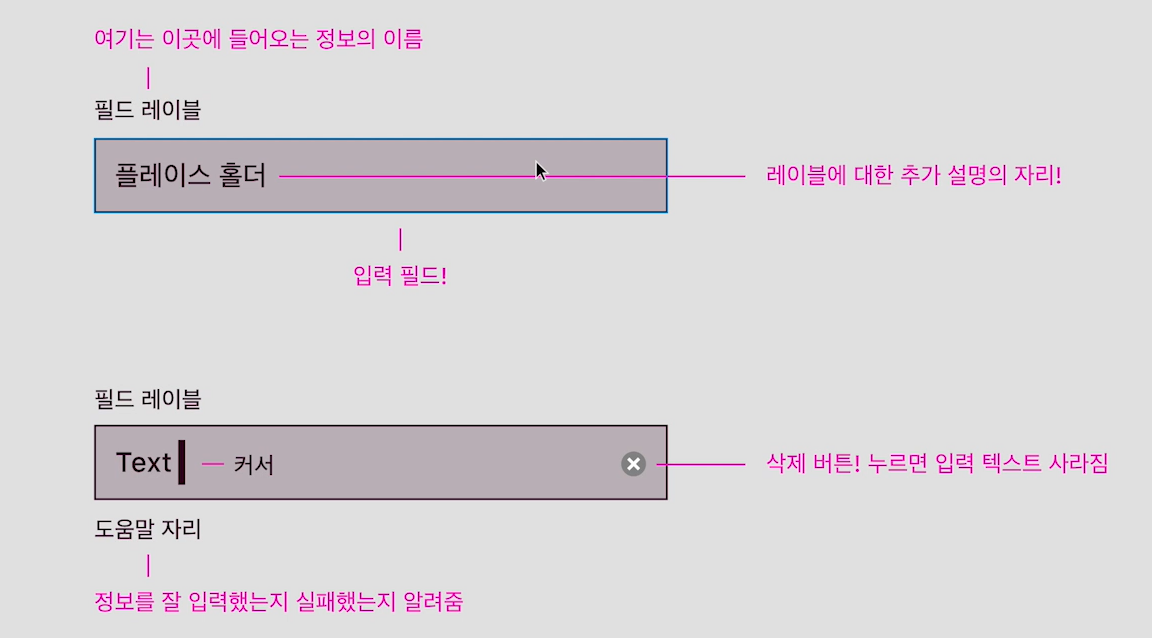 여기는 이곳에 들어오는 정보의 이름
필드 레이블
플레이스 홀더
레이블에 대한 추가 설명의 자리!
입력 필드!
필드 레이블
Text
커서
삭제 버튼! 누르면 입력 텍스트 사라짐
도움말 자리
정보를 잘 입력했는지 실패했는지 알려줌